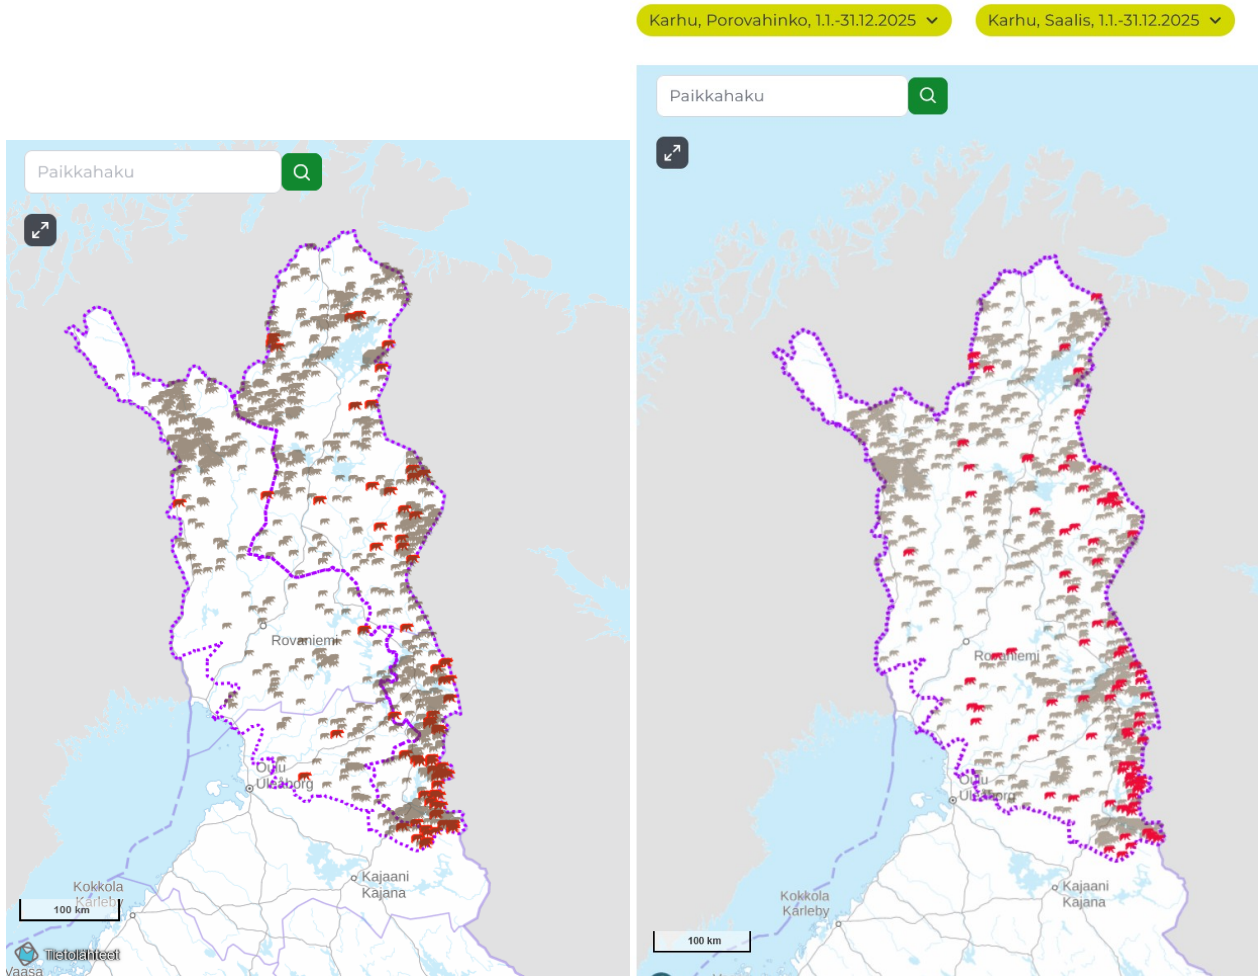 Karhu, Porovahinko, 1.1.-31.12.2025
Karhu, Saalis, 1.1.-31.12.2025
Paikkahaku
Rovaniemi
Oulu
Uleåborg
Kajaani
Kajana
Kokkola
Karleby
100 km
Tietolähteet
Vaasa
Paikkahaku
Rovaniemi
Oulu
Uleåborg
Kajaani
Kajana
Kokkola
Karleby
100 km